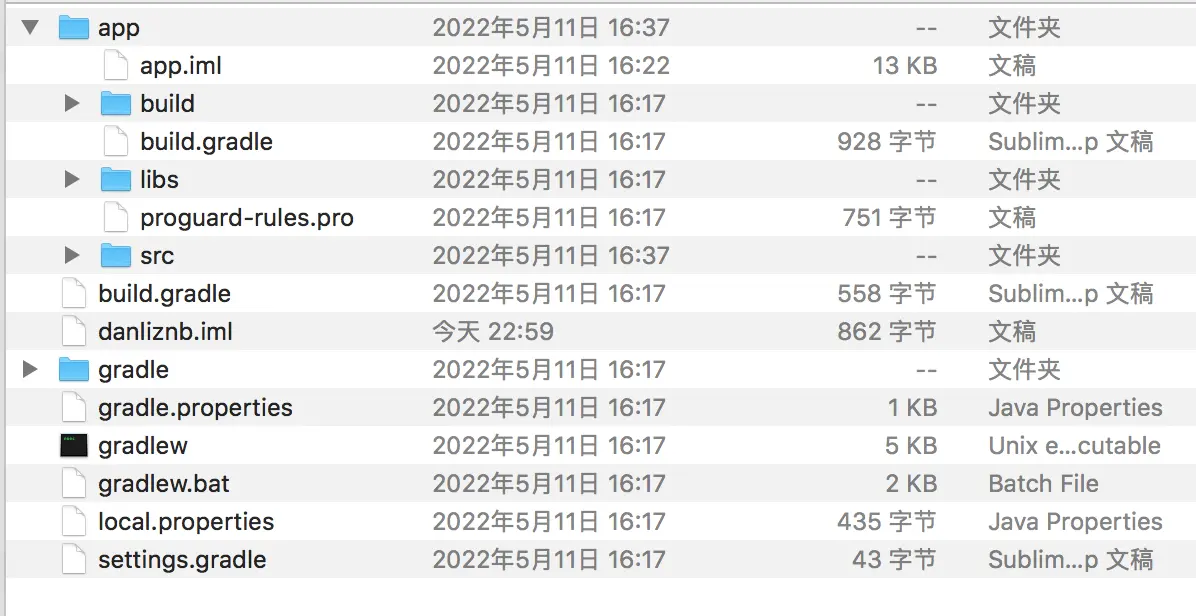 app 2022年5月11日 16:37 -- 文件夹
app.iml 2022年5月11日 16:22 13 KB 文稿
build 2022年5月11日 16:17 -- 文件夹
build.gradle 2022年5月11日 16:17 928 字节 Sublim...p 文稿
libs 2022年5月11日 16:17 -- 文件夹
proguard-rules.pro 2022年5月11日 16:17 751 字节 文稿
src 2022年5月11日 16:37 -- 文件夹
build.gradle 2022年5月11日 16:17 558 字节 Sublim...p 文稿
danliznb.iml 今天 22:59 862 字节 文稿
gradle 2022年5月11日 16:17 -- 文件夹
gradle.properties 2022年5月11日 16:17 1 KB Java Properties
gradlew 2022年5月11日 16:17 5 KB Unix e...cutable
gradlew.bat 2022年5月11日 16:17 2 KB Batch File
local.properties 2022年5月11日 16:17 435 字节 Java Properties
settings.gradle 2022年5月11日 16:17 43 字节 Sublim...p 文稿